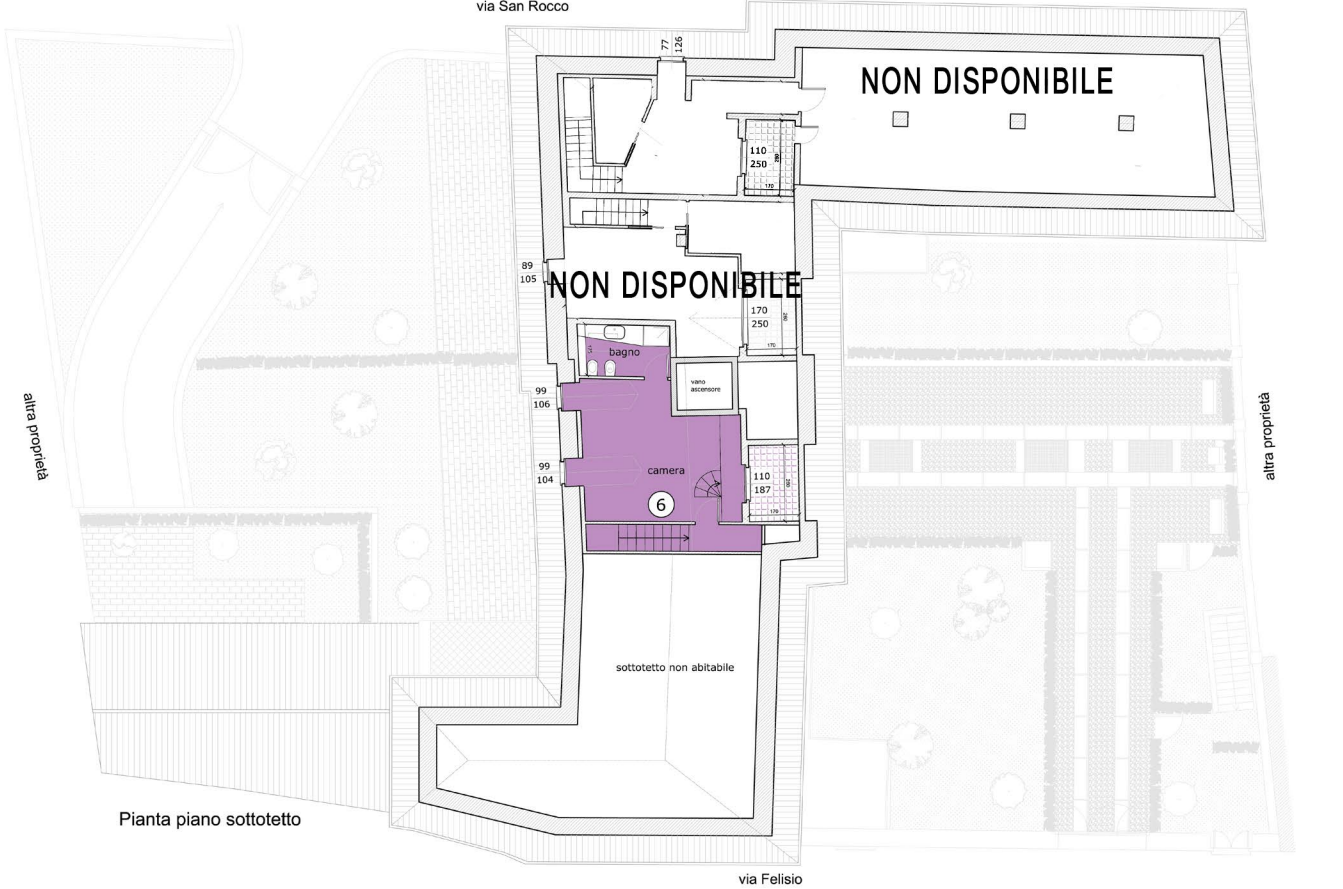 via San Rocco
77
126
NON DISPONIBILE
110
250
280
170
89
105
NON DISPONIBILE
170
250
170
bagno
175
vano
ascensore
99
106
altra proprietà
altra proprietà
99
104
camera
110
187
170
6
sottotetto non abitabile
Pianta piano sottotetto
via Felisio